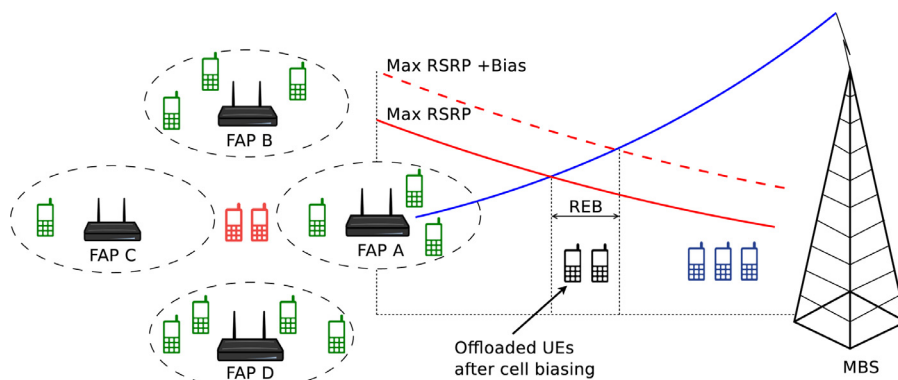 Max RSRP +Bias
Max RSRP
FAP B
FAP C
FAP A
REB
FAP D
Offloaded UEs
after cell biasing
MBS